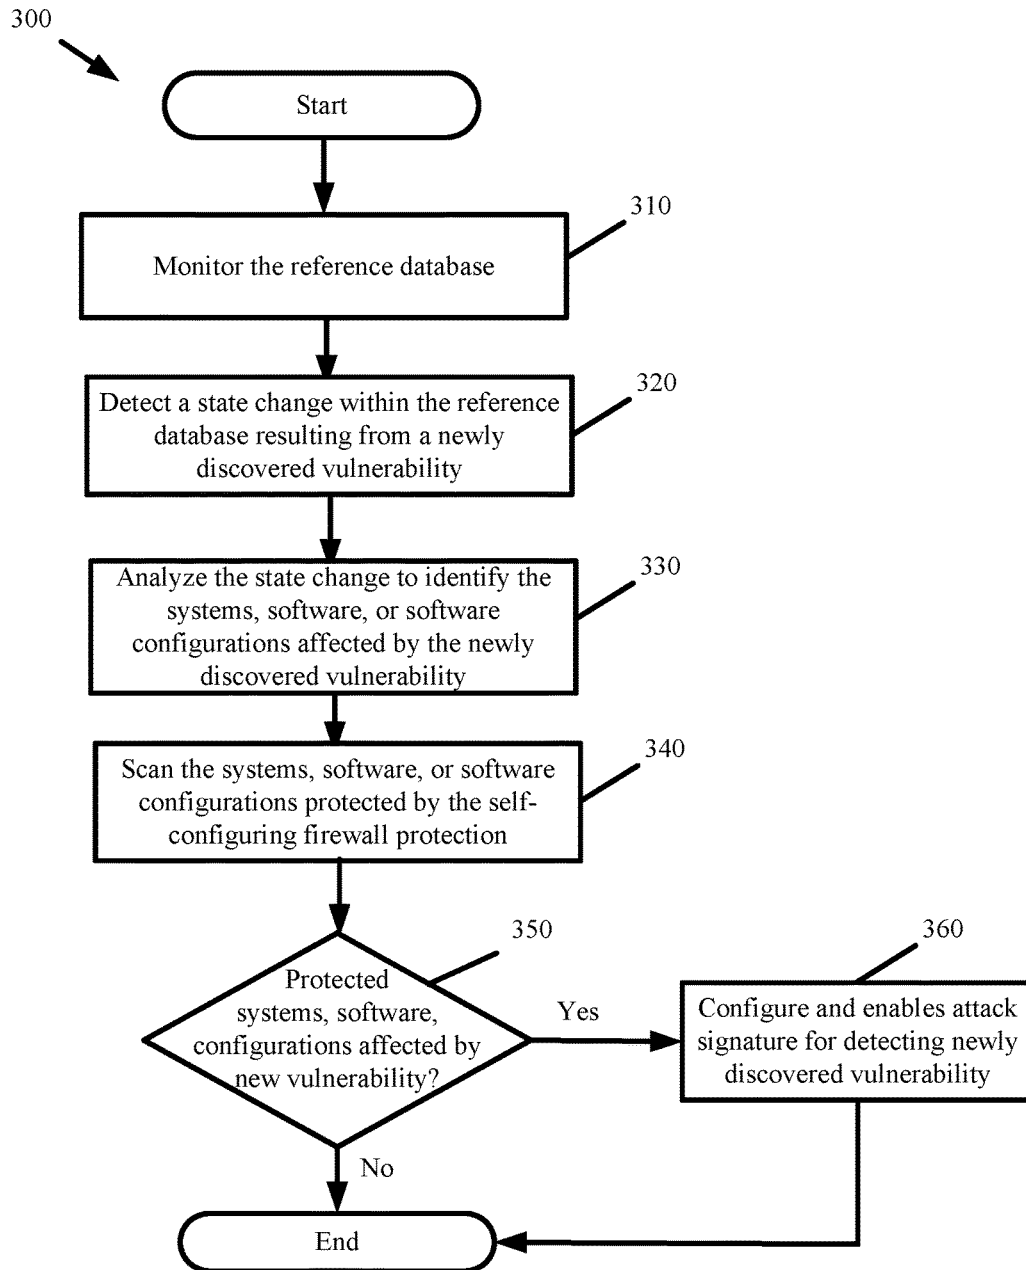 300
Start
310
Monitor the reference database
320
Detect a state change within the reference
database resulting from a newly
discovered vulnerability
330
Analyze the state change to identify the
systems, software, or software
configurations affected by the newly
discovered vulnerability
340
Scan the systems, software, or software
configurations protected by the self-
configuring firewall protection
350
Protected
systems, software,
configurations affected by
new vulnerability?
Yes
360
Configure and enables attack
signature for detecting newly
discovered vulnerability
No
End